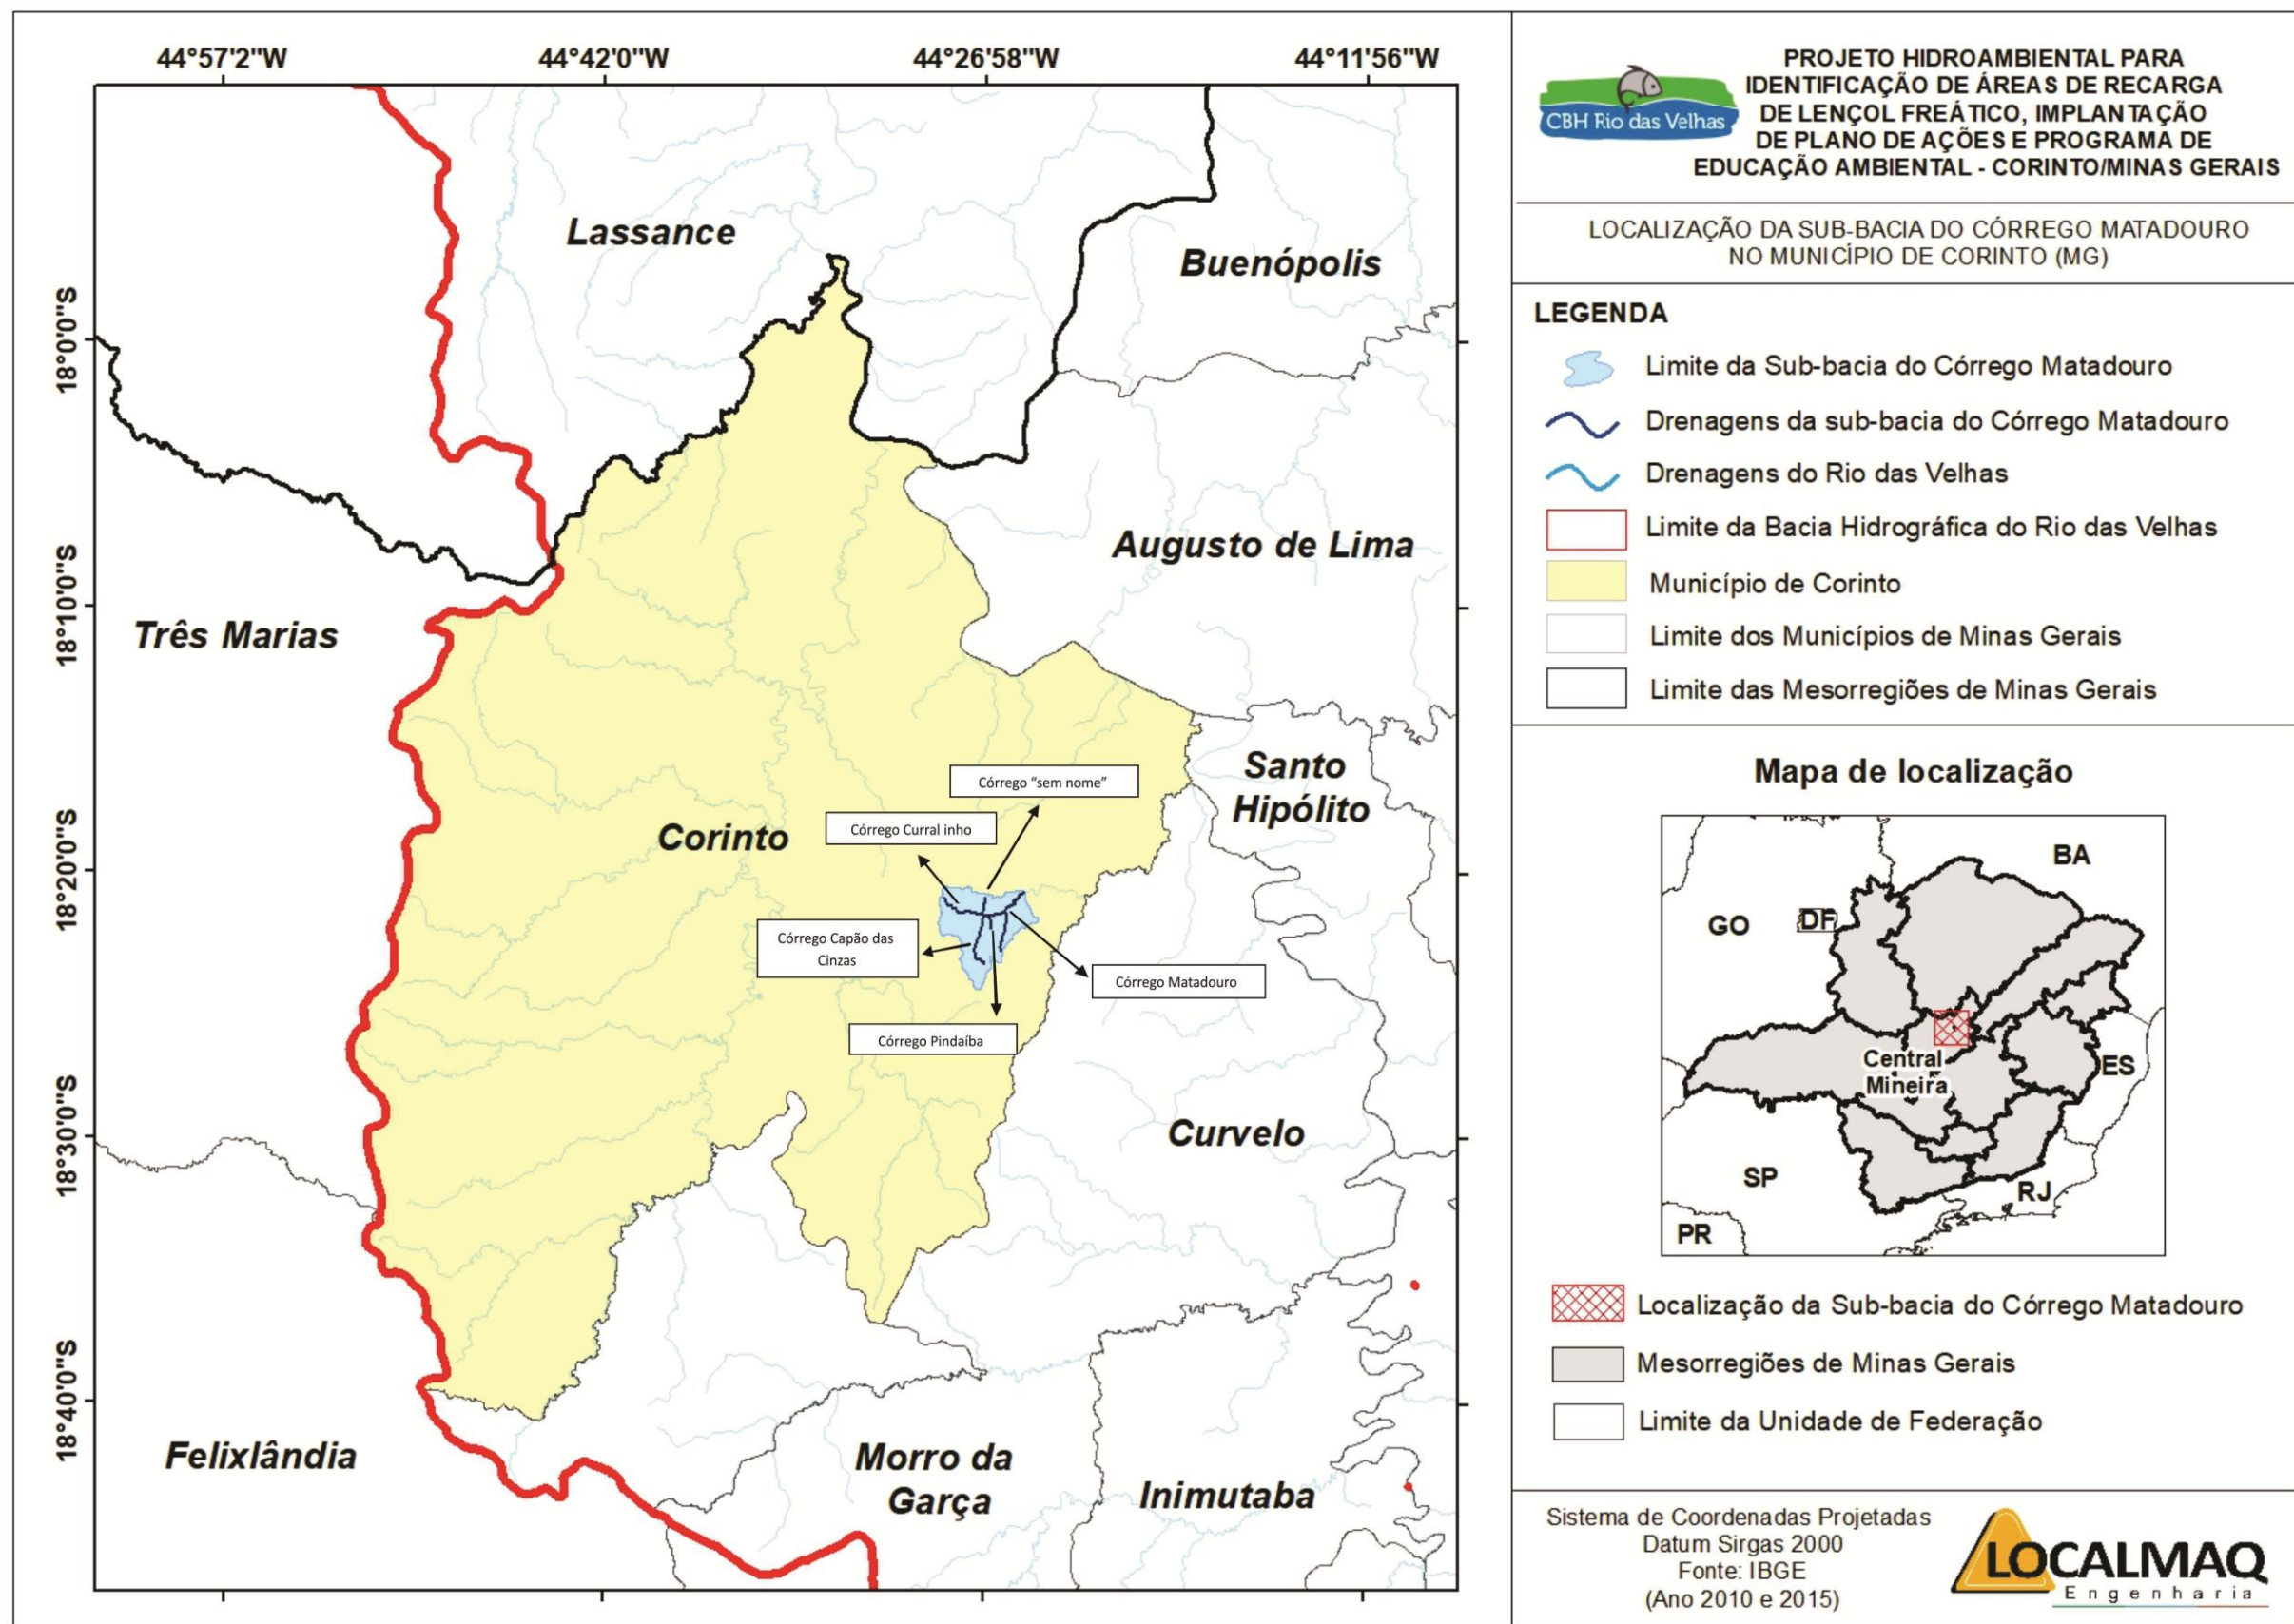 44°57'2"W
44°42'0"W
44°26'58"W
44°11'56"W
18°0'0"S
18°10'0"S
18°20'0"S
18°30'0"S
18°40'0"S
Lassance
Buenópolis
Augusto de Lima
Três Marias
Santo
Hipólito
Córrego “sem nome”
Córrego Curral inho
Corinto
Córrego Capão das
Cinzas
Córrego Matadouro
Córrego Pindaíba
Curvelo
Felixlândia
Morro da
Garça
Inimutaba
CBH Rio das Velhas
PROJETO HIDROAMBIENTAL PARA
IDENTIFICAÇÃO DE ÁREAS DE RECARGA
DE LENÇOL FREÁTICO, IMPLANTAÇÃO
DE PLANO DE AÇÕES E PROGRAMA DE
EDUCAÇÃO AMBIENTAL - CORINTO/MINAS GERAIS
LOCALIZAÇÃO DA SUB-BACIA DO CÓRREGO MATADOURO
NO MUNICÍPIO DE CORINTO (MG)
LEGENDA
Limite da Sub-bacia do Córrego Matadouro
Drenagens da sub-bacia do Córrego Matadouro
Drenagens do Rio das Velhas
Limite da Bacia Hidrográfica do Rio das Velhas
Município de Corinto
Limite dos Municípios de Minas Gerais
Limite das Mesorregiões de Minas Gerais
Mapa de localização
BA
GO
DF
Central
Mineira
ES
SP
RJ
PR
Localização da Sub-bacia do Córrego Matadouro
Mesorregiões de Minas Gerais
Limite da Unidade de Federação
Sistema de Coordenadas Projetadas
Datum Sirgas 2000
Fonte: IBGE
(Ano 2010 e 2015)
LOCALMAQ
Engenharia